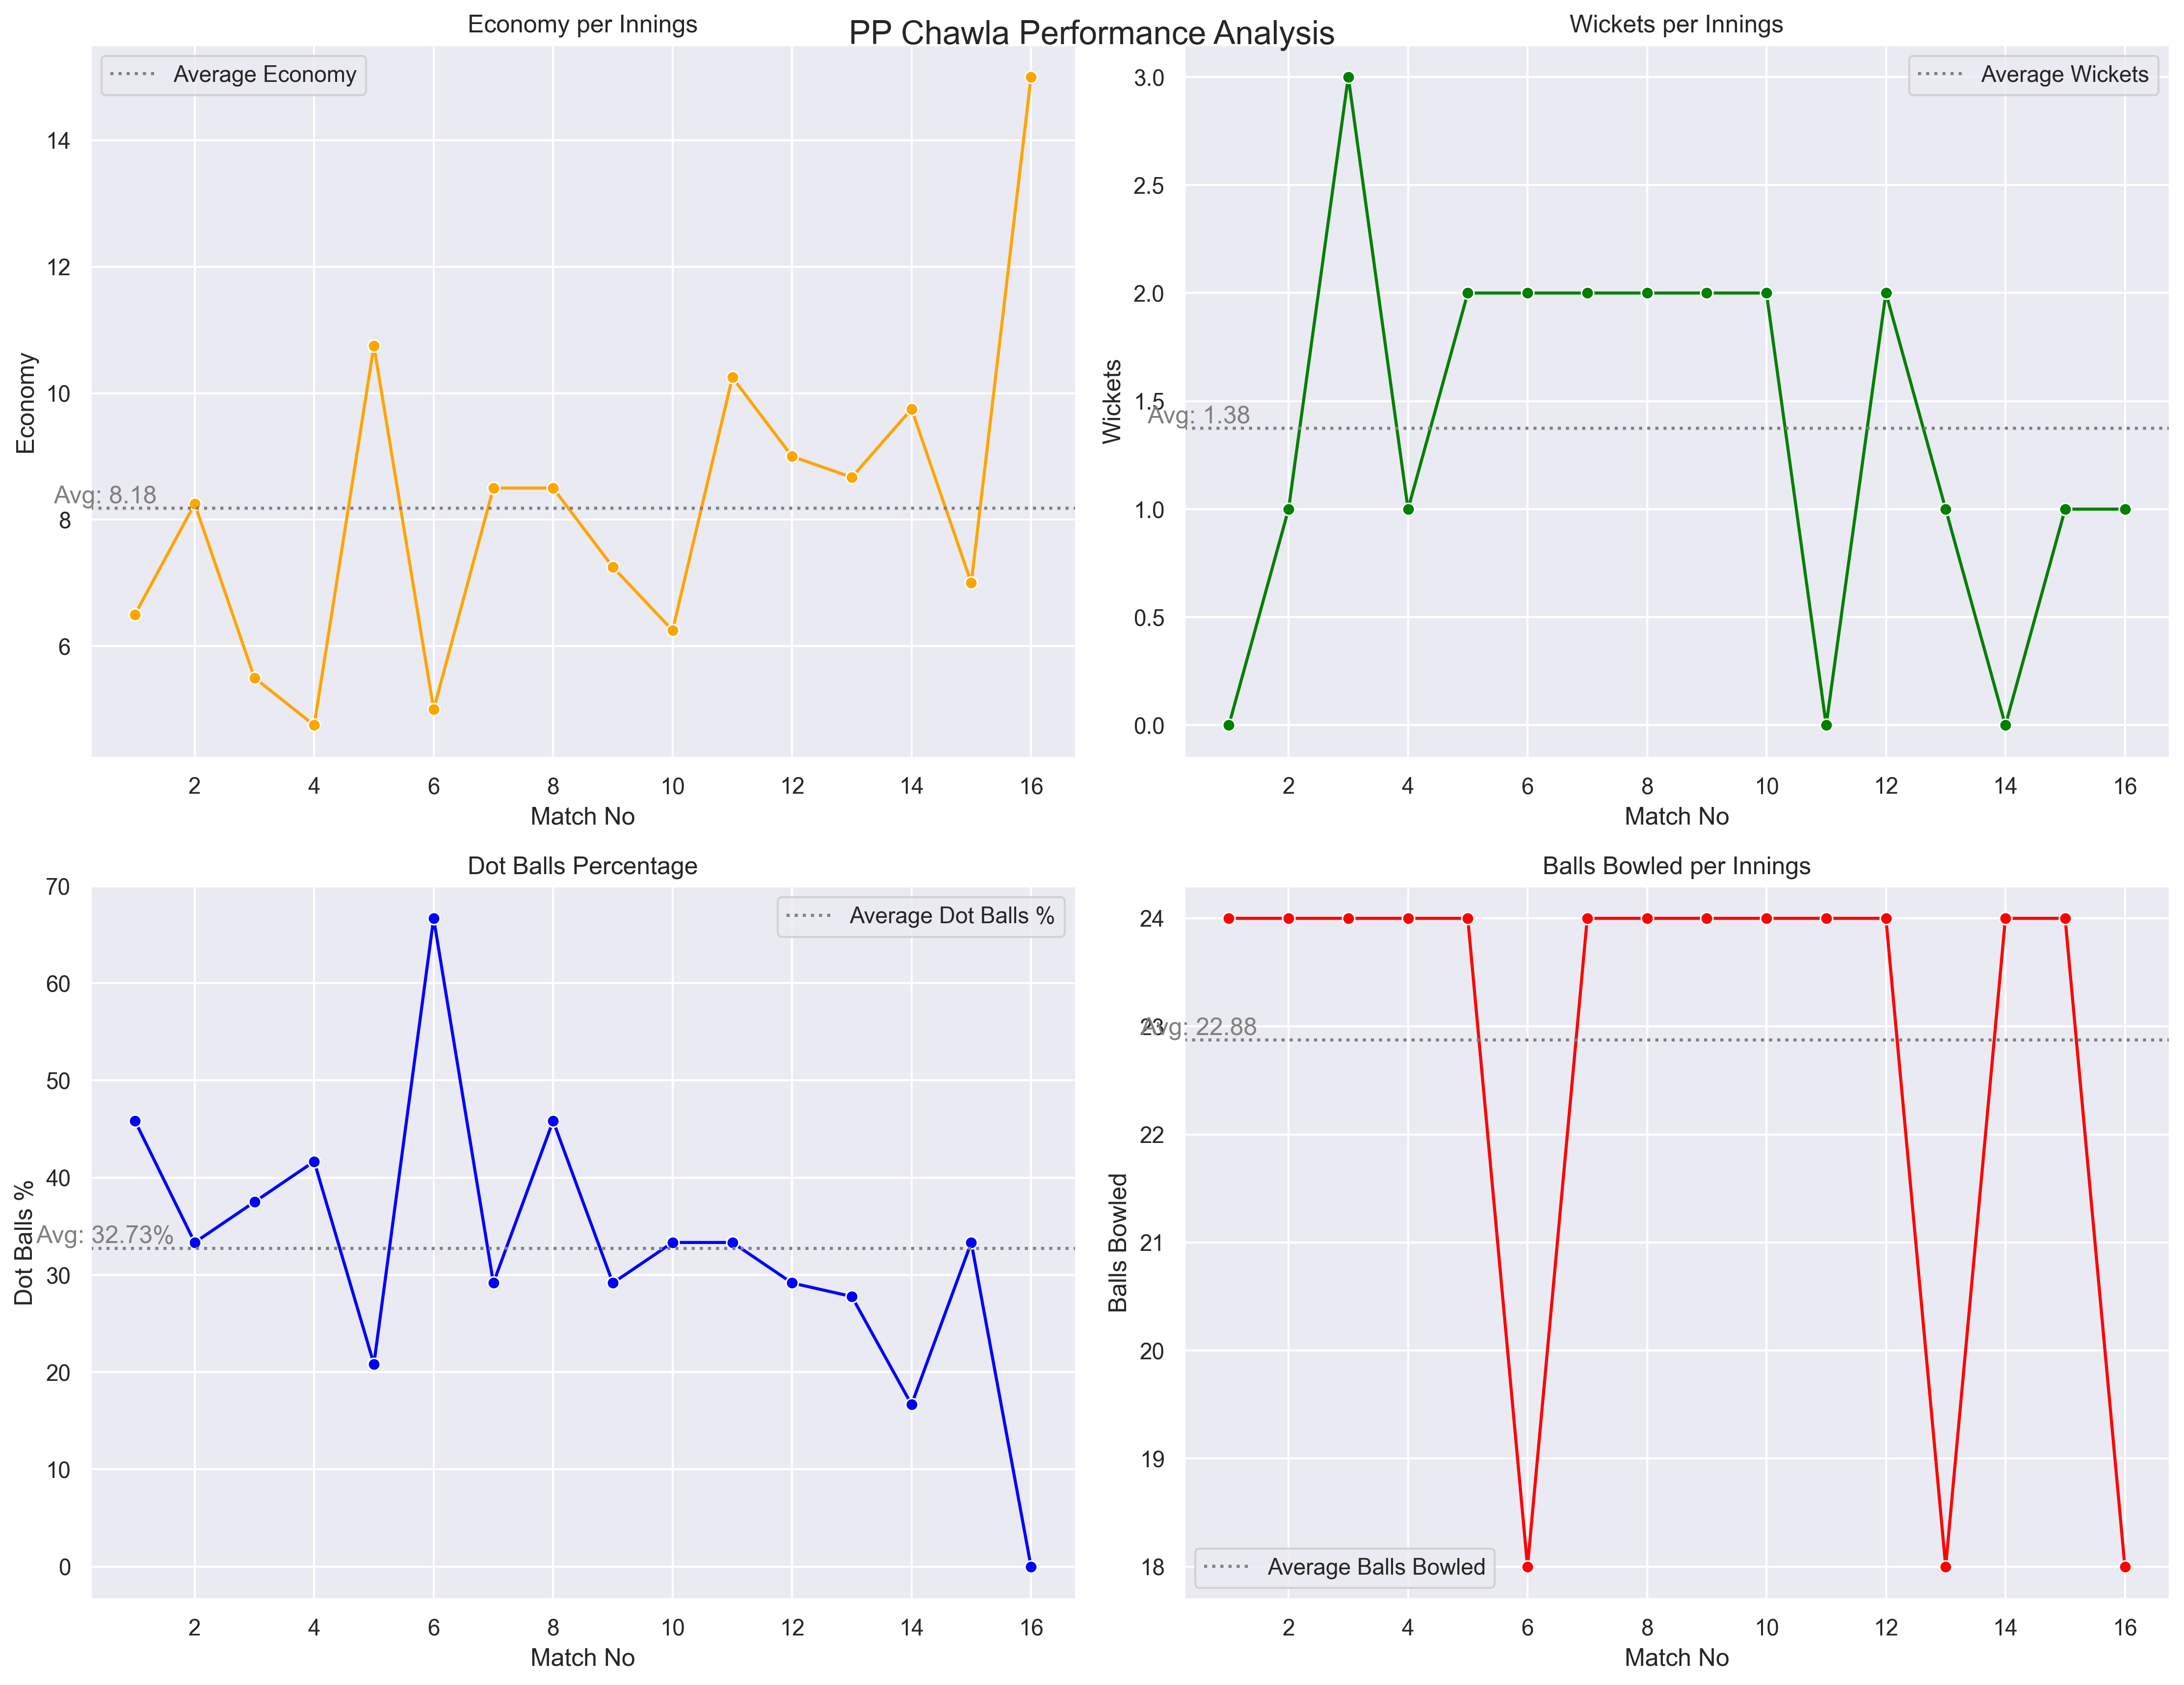 PP Chawla Performance Analysis
Economy per Innings
Average Economy
14
12
10
8
6
Economy
Avg: 8.18
2 4 6 8 10 12 14 16
Match No
Wickets per Innings
Average Wickets
3.0
2.5
2.0
1.5
1.0
0.5
0.0
Wickets
Avg: 1.38
2 4 6 8 10 12 14 16
Match No
Dot Balls Percentage
Average Dot Balls %
70
60
50
40
30
20
10
0
Dot Balls %
Avg: 32.73%
2 4 6 8 10 12 14 16
Match No
Balls Bowled per Innings
24
23
22
21
20
19
18
Balls Bowled
Avg: 22.88
Average Balls Bowled
2 4 6 8 10 12 14 16
Match No